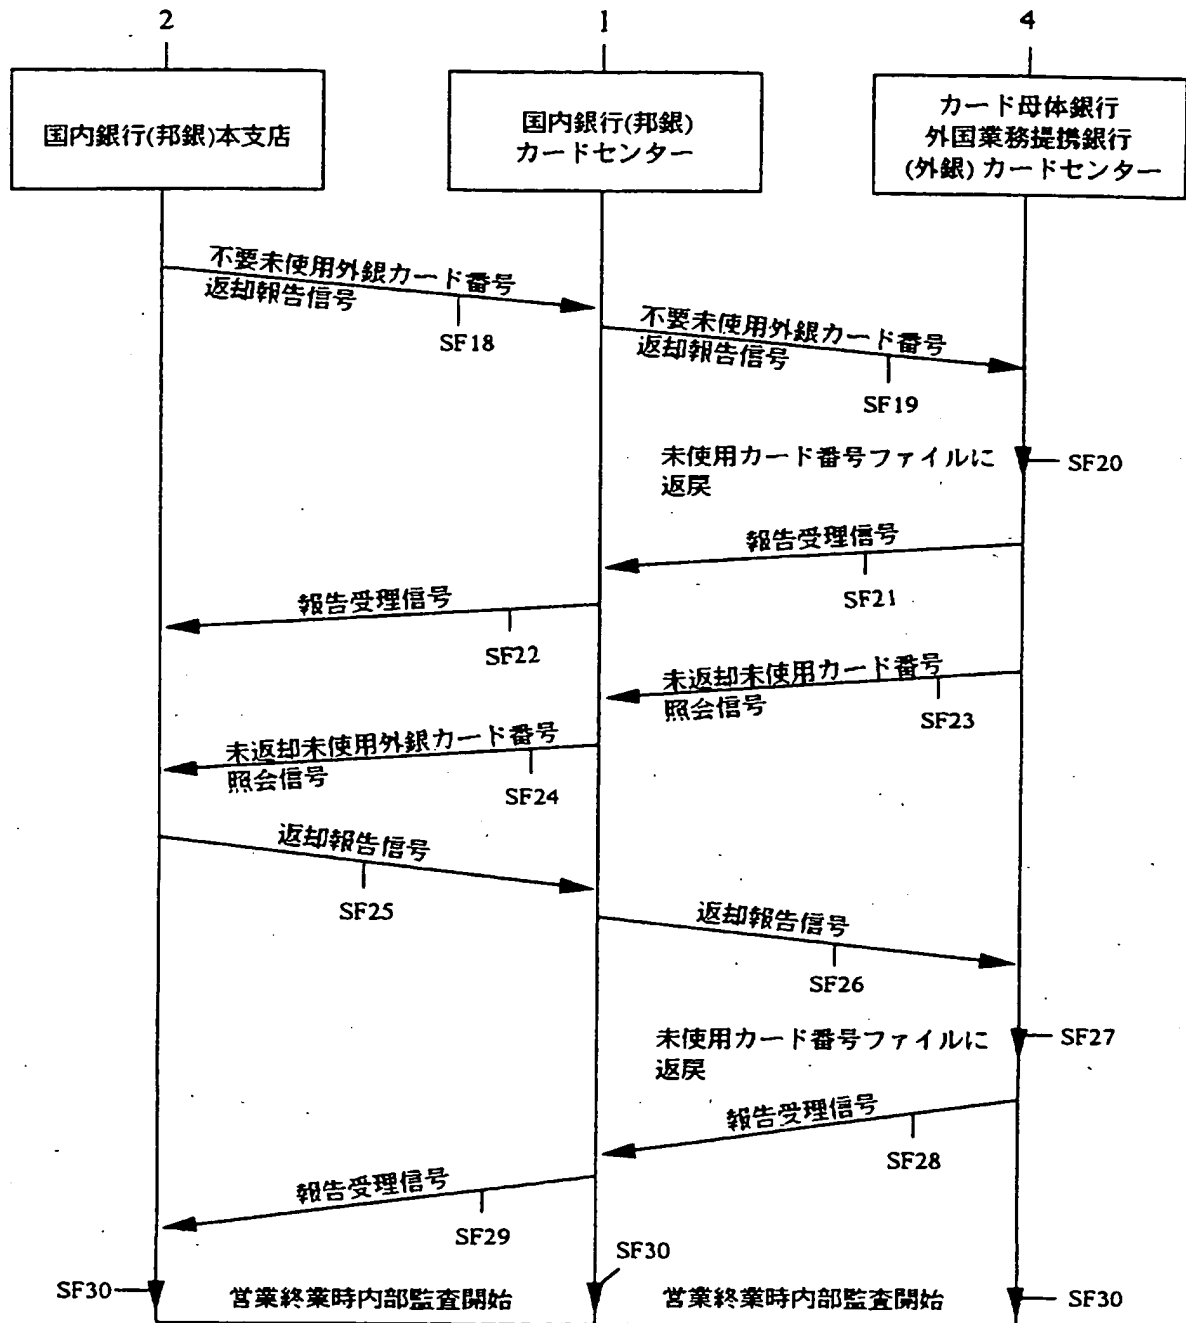 2
1
4
国内銀行(邦銀)本支店
国内銀行(邦銀)
カードセンター
カード母体銀行
外国業務提携銀行
(外銀) カードセンター
不要未使用外銀カード番号
返却報告信号
SF18
不要未使用外銀カード番号
返却報告信号
SF19
未使用カード番号ファイルに
返戻
SF20
報告受理信号
SF21
報告受理信号
SF22
未返却未使用カード番号
照会信号
SF23
未返却未使用外銀カード番号
照会信号
SF24
返却報告信号
SF25
返却報告信号
SF26
未使用カード番号ファイルに
返戻
SF27
報告受理信号
SF28
報告受理信号
SF29
SF30
営業終業時内部監査開始
SF30
営業終業時内部監査開始
SF30